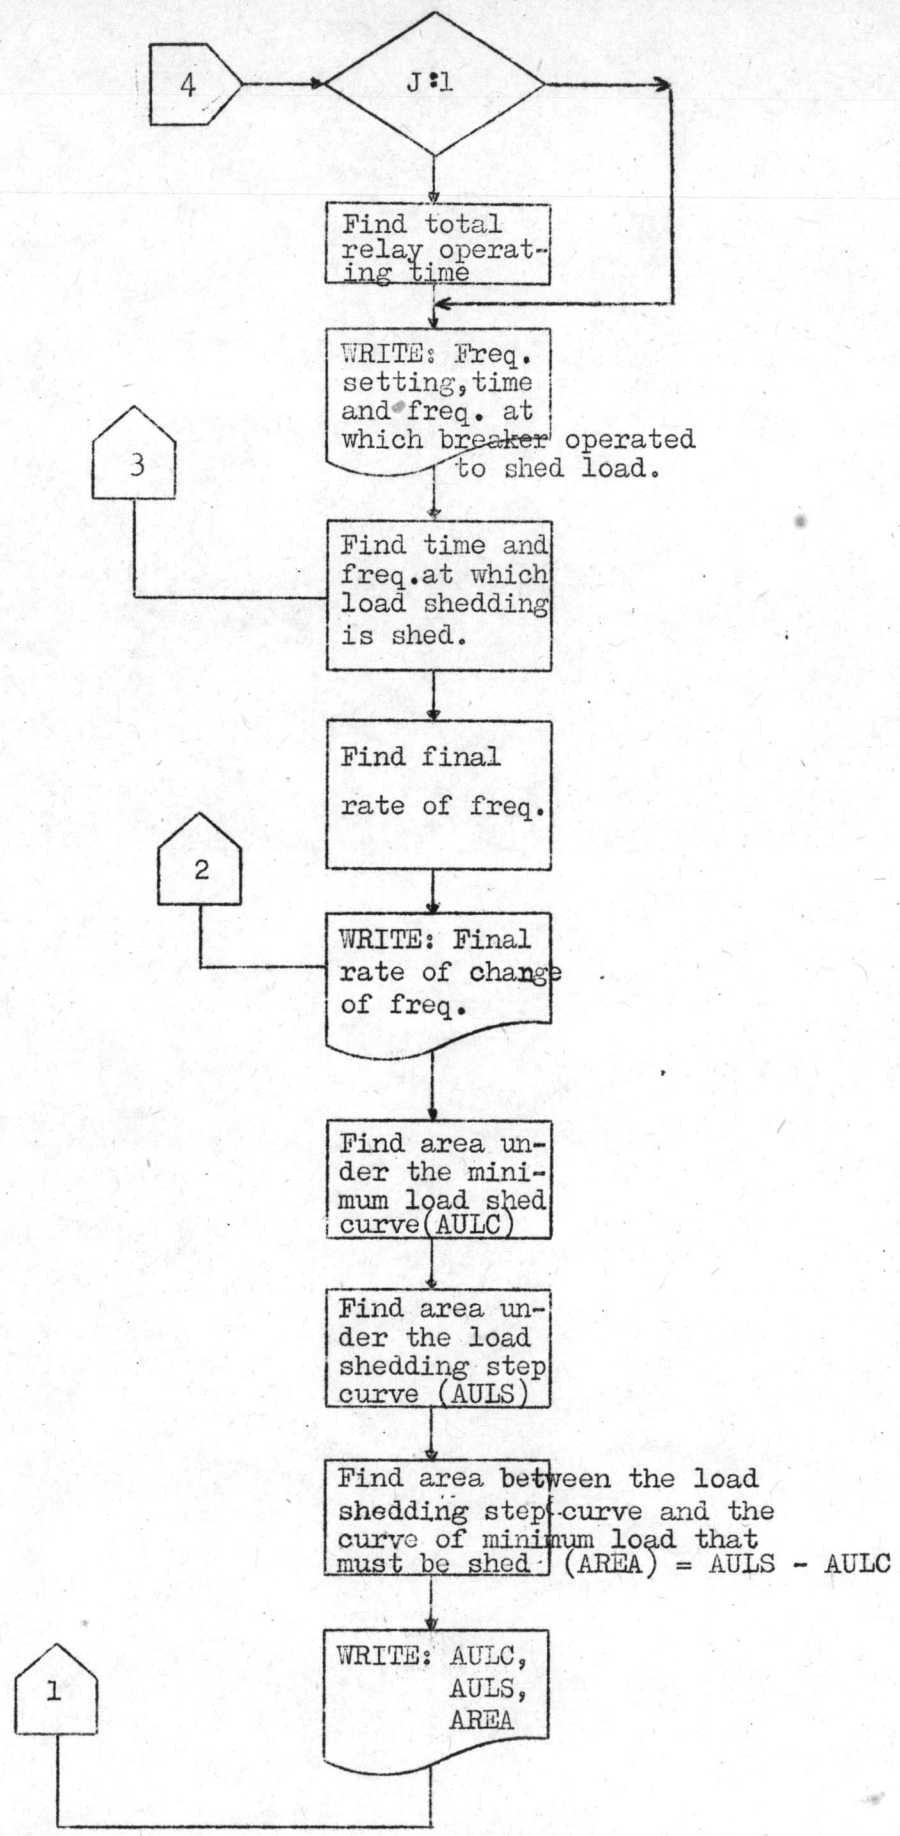 4
J:1
Find total
relay operat-
ing time
WRITE: Freq.
setting,time
and freq. at
which breaker operated
to shed load.
3
Find time and
freq.at which
load shedding
is shed.
Find final
rate of freq.
2
WRITE: Final
rate of change
of freq.
Find area un-
der the mini-
mum load shed
curve(AULC)
Find area un-
der the load
shedding step
curve (AULS)
Find area between the load
shedding step curve and the
curve of minimum load that
must be shed (AREA) = AULS - AULC
WRITE: AULC,
AULS,
AREA
1